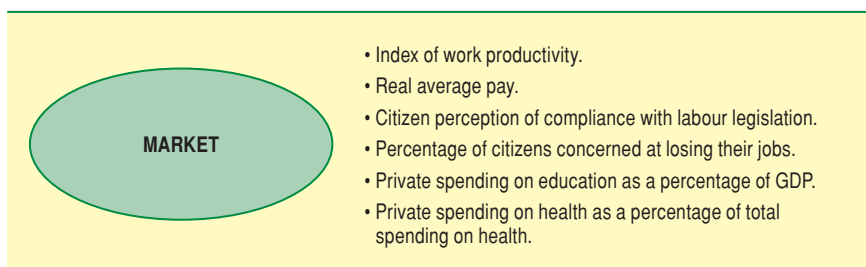 MARKET
• Index of work productivity.
• Real average pay.
• Citizen perception of compliance with labour legislation.
• Percentage of citizens concerned at losing their jobs.
• Private spending on education as a percentage of GDP.
• Private spending on health as a percentage of total
spending on health.